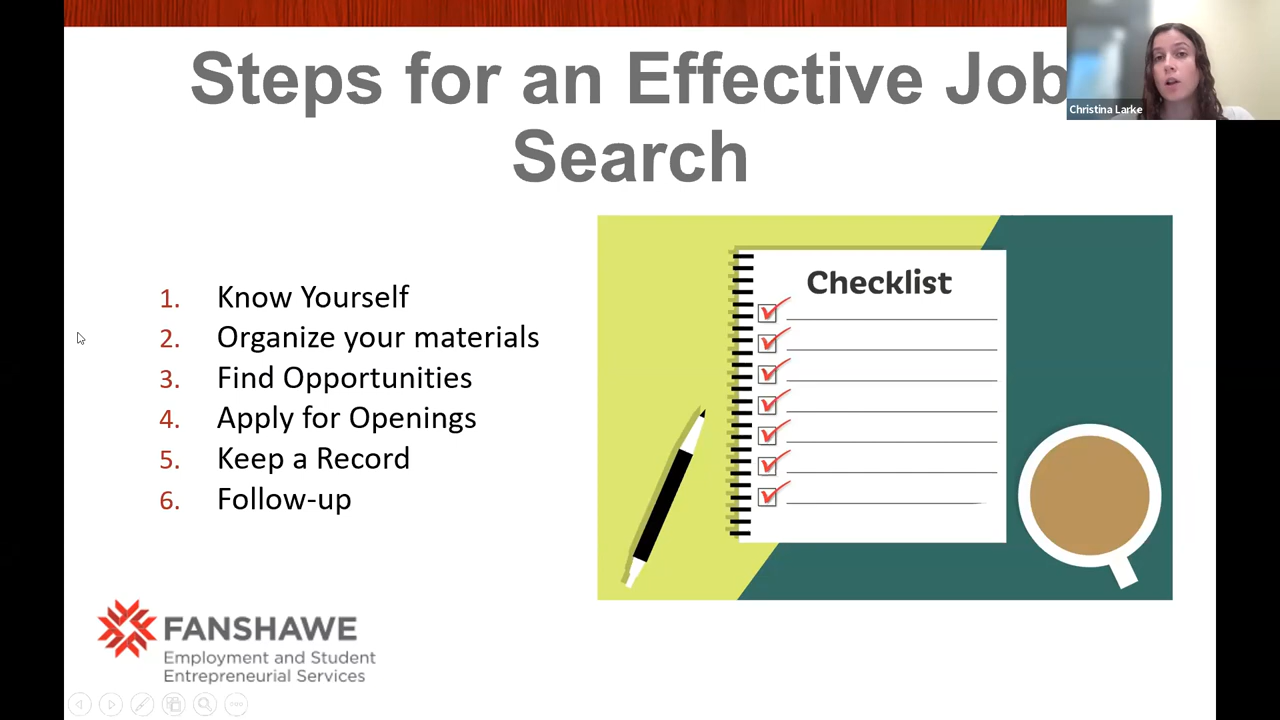 Steps for an Effective Job
Search
Christina Larke
1. Know Yourself
2. Organize your materials
3. Find Opportunities
4. Apply for Openings
5. Keep a Record
6. Follow-up
Checklist
FANSHAWE
Employment and Student
Entrepreneurial Services